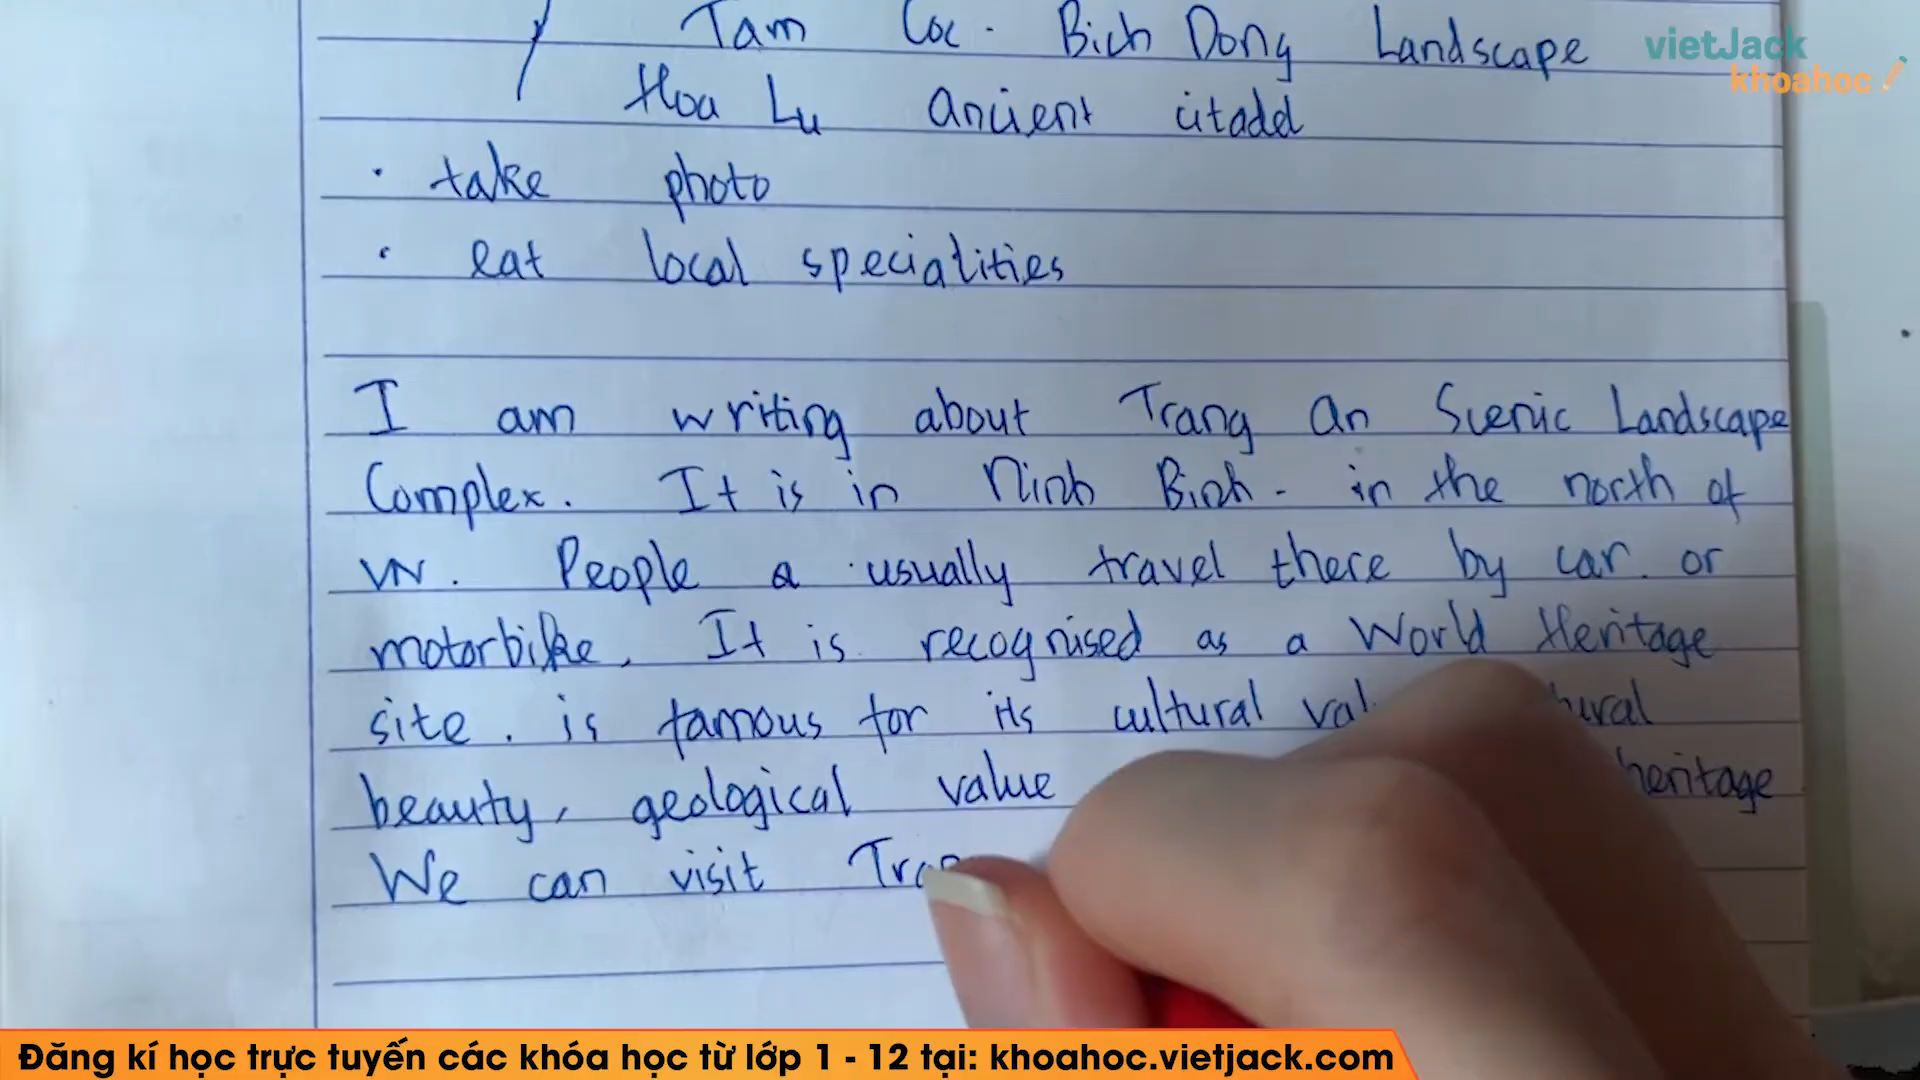 Tam Coc - Bich Dong Landscape
vietJack
khoahoc
Hoa Lu ancient citadel
• take photo
• eat local specialities
I am writing about Trang An Scenic Landscape
Complex. It is in Ninh Binh - in the north of
VN. People a usually travel there by car or
motorbike. It is recognised as a World Heritage
site. is famous for its cultural
beauty, geological value heritage
We can visit
Đăng kí học trực tuyến các khóa học từ lớp 1 - 12 tại: khoahoc.vietjack.com